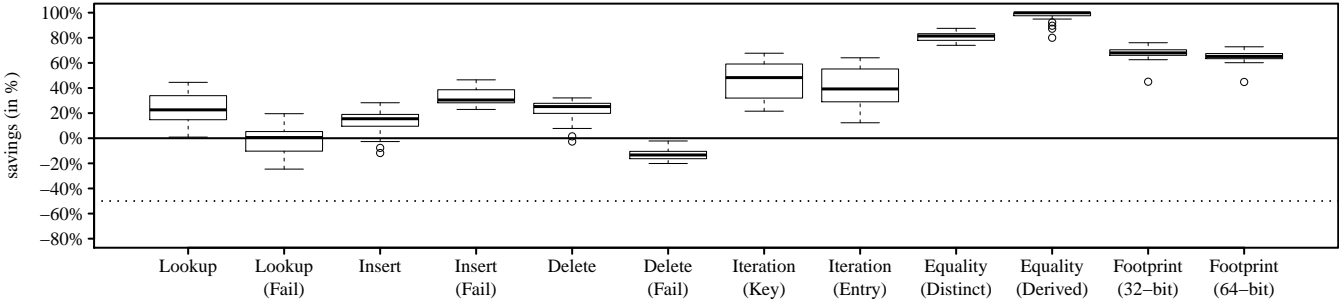 savings (in %)
100%
80%
60%
40%
20%
0%
−20%
−40%
−60%
−80%
Lookup
Lookup
(Fail)
Insert
Insert
(Fail)
Delete
Delete
(Fail)
Iteration
(Key)
Iteration
(Entry)
Equality
(Distinct)
Equality
(Derived)
Footprint
(32−bit)
Footprint
(64−bit)